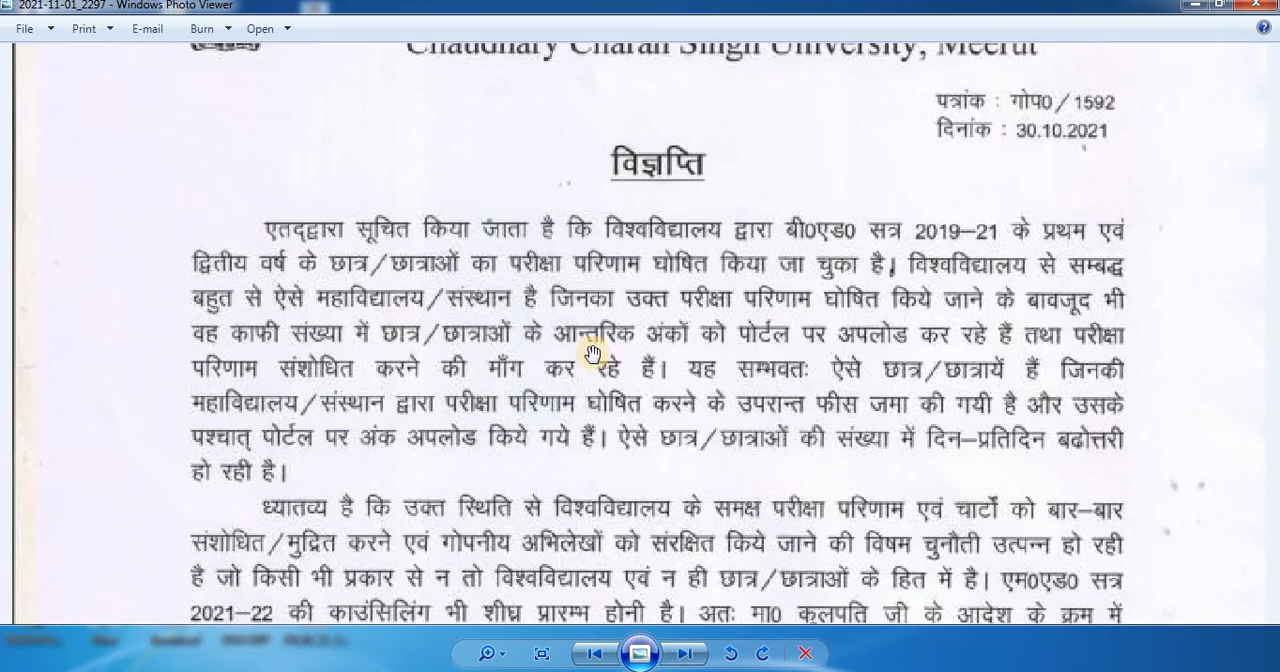 2021-11-01_2297 - Windows Photo Viewer
File Print E-mail Burn Open
Chaudhary Charan Singh University, Meerut
पत्रांक : गोप0/1592
दिनांक : 30.10.2021
विज्ञप्ति
एतद्द्वारा सूचित किया जाता है कि विश्वविद्यालय द्वारा बी0एड0 सत्र 2019–21 के प्रथम एवं
द्वितीय वर्ष के छात्र/छात्राओं का परीक्षा परिणाम घोषित किया जा चुका है, विश्वविद्यालय से सम्बद्ध
बहुत से ऐसे महाविद्यालय/संस्थान है जिनका उक्त परीक्षा परिणाम घोषित किये जाने के बावजूद भी
वह काफी संख्या में छात्र/छात्राओं के आन्तरिक अंकों को पोर्टल पर अपलोड कर रहे हैं तथा परीक्षा
परिणाम संशोधित करने की माँग कर रहे हैं। यह सम्भवतः ऐसे छात्र/छात्रायें हैं जिनकी
महाविद्यालय/संस्थान द्वारा परीक्षा परिणाम घोषित करने के उपरान्त फीस जमा की गयी है और उसके
पश्चात् पोर्टल पर अंक अपलोड किये गये हैं। ऐसे छात्र/छात्राओं की संख्या में दिन–प्रतिदिन बढोत्तरी
हो रही है।
ध्यातव्य है कि उक्त स्थिति से विश्वविद्यालय के समक्ष परीक्षा परिणाम एवं चार्टों को बार–बार
संशोधित/मुद्रित करने एवं गोपनीय अभिलेखों को संरक्षित किये जाने की विषम चुनौती उत्पन्न हो रही
है जो किसी भी प्रकार से न तो विश्वविद्यालय एवं न ही छात्र/छात्राओं के हित में है। एम0एड0 सत्र
2021–22 की काउंसिलिंग भी शीघ्र प्रारम्भ होनी है। अतः मा0 कुलपति जी के आदेश के क्रम में